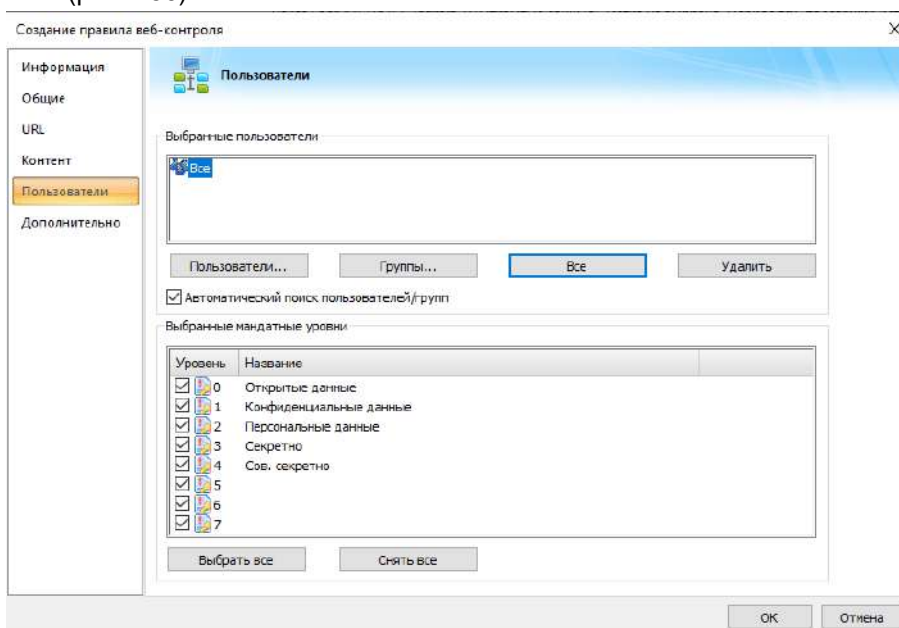 Создание правила веб-контроля
Информация
Общие
URL
Контент
Пользователи
Дополнительно
Пользователи
Выбранные пользователи
Все
Пользователи... Группы... Все Удалить
Автоматический поиск пользователей/групп
Выбранные мандатные уровни
Уровень Название
0 Открытые данные
1 Конфиденциальные данные
2 Персональные данные
3 Секретно
4 Сов. секретно
5
6
7
Выбрать все Снять все
ОК Отмена